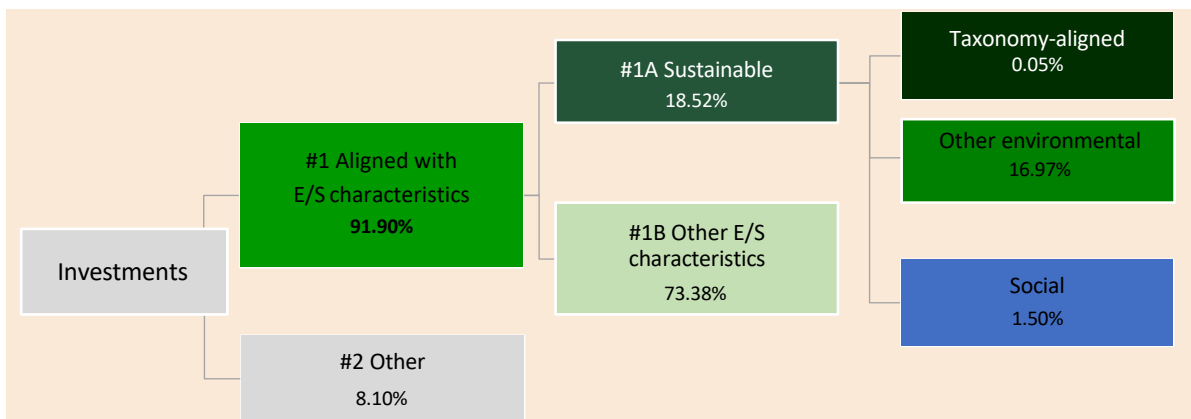 Investments
#1 Aligned with
E/S characteristics
91.90%
#2 Other
8.10%
#1A Sustainable
18.52%
#1B Other E/S
characteristics
73.38%
Taxonomy-aligned
0.05%
Other environmental
16.97%
Social
1.50%